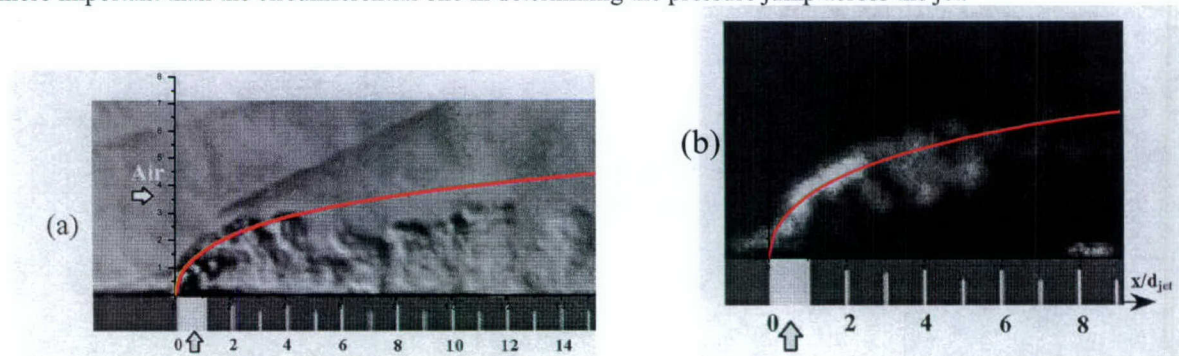 more important than the circumferential one in determining the pressure jump across the jet.
8
7
6
5
4
3
2
1
Air
(a)
0 2 4 6 8 10 12 14
(b)
x/djet
0 2 4 6 8